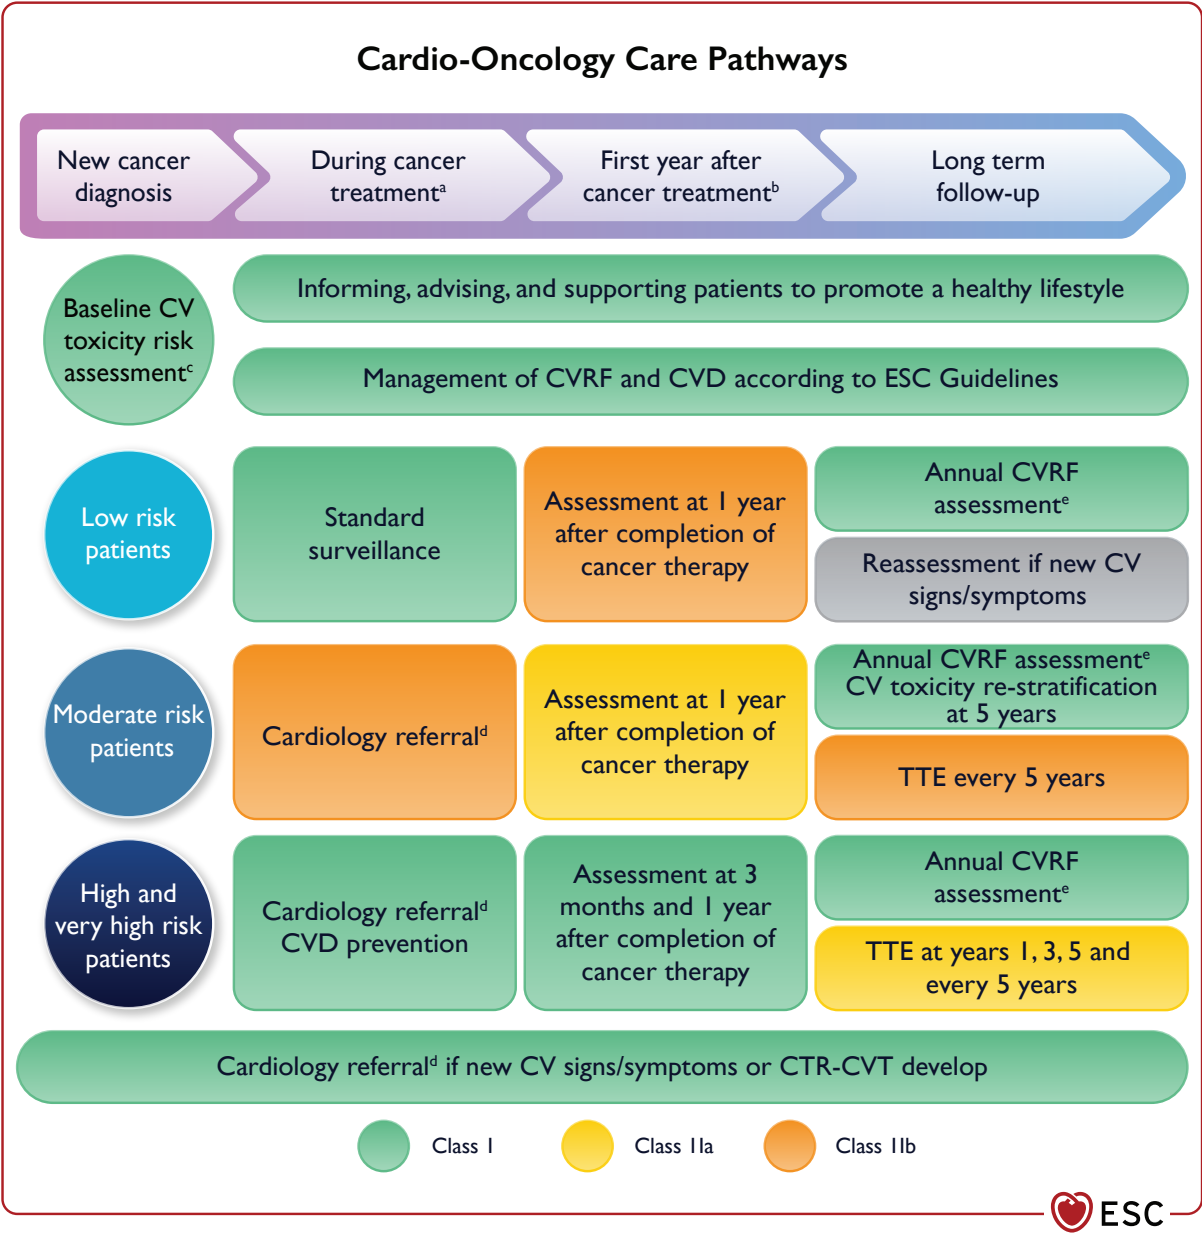 Cardio-Oncology Care Pathways
New cancer
diagnosis
During cancer
treatmentᵃ
First year after
cancer treatmentᵇ
Long term
follow-up
Baseline CV
toxicity risk
assessmentᶜ
Informing, advising, and supporting patients to promote a healthy lifestyle
Management of CVRF and CVD according to ESC Guidelines
Low risk
patients
Standard
surveillance
Assessment at 1 year
after completion of
cancer therapy
Annual CVRF
assessmentᵉ
Reassessment if new CV
signs/symptoms
Moderate risk
patients
Cardiology referralᵈ
Assessment at 1 year
after completion of
cancer therapy
Annual CVRF assessmentᵉ
CV toxicity re-stratification
at 5 years
TTE every 5 years
High and
very high risk
patients
Cardiology referralᵈ
CVD prevention
Assessment at 3
months and 1 year
after completion of
cancer therapy
Annual CVRF
assessmentᵉ
TTE at years 1, 3, 5 and
every 5 years
Cardiology referralᵈ if new CV signs/symptoms or CTR-CVT develop
Class 1
Class 11a
Class 11b
ESC